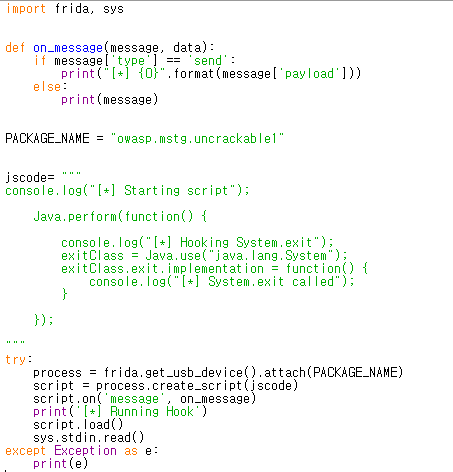 import frida, sys
def on_message(message, data):
    if message['type'] == 'send':
        print("[*] {0}".format(message['payload']))
    else:
        print(message)
PACKAGE_NAME = "owasp.mstg.uncrackable1"
jscode= """
console.log("[*] Starting script");
    Java.perform(function() {
        console.log("[*] Hooking System.exit");
        exitClass = Java.use("java.lang.System");
        exitClass.exit.implementation = function() {
            console.log("[*] System.exit called");
        }
    });
"""
try:
    process = frida.get_usb_device().attach(PACKAGE_NAME)
    script = process.create_script(jscode)
    script.on('message', on_message)
    print('[*] Running Hook')
    script.load()
    sys.stdin.read()
except Exception as e:
    print(e)